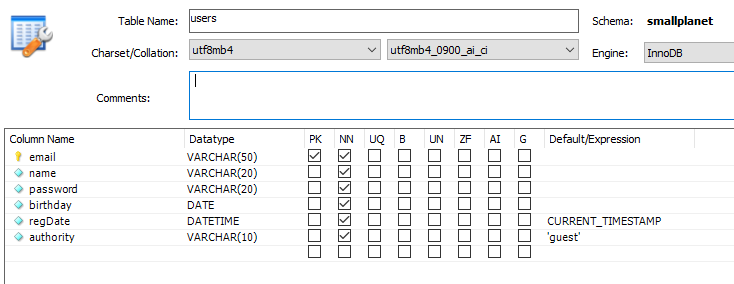 Table Name: users Schema: smallplanet
Charset/Collation: utf8mb4 utf8mb4_0900_ai_ci Engine: InnoDB
Comments:
Column Name Datatype PK NN UQ B UN ZF AI G Default/Expression
email VARCHAR(50)
name VARCHAR(20)
password VARCHAR(20)
birthday DATE
regDate DATETIME CURRENT_TIMESTAMP
authority VARCHAR(10) 'guest'